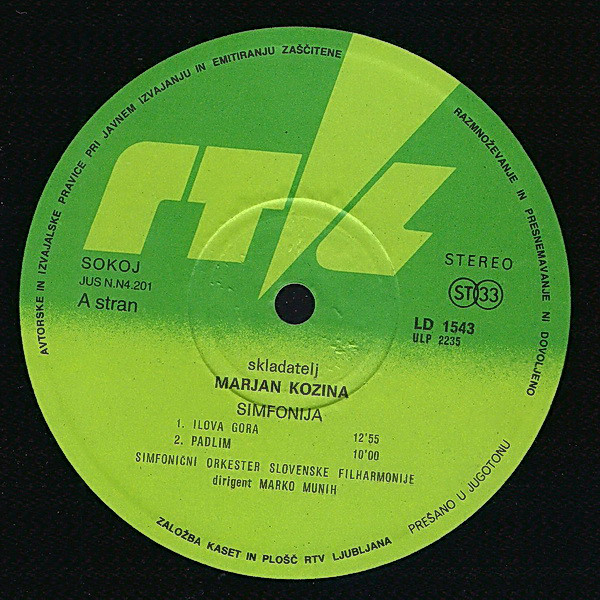 AVTORSKE IN IZVAJALSKE PRAVICE PRI JAVNEM IZVAJANJU IN EMITIRANJU ZAŠČITENE
RAZMNOŽEVANJE IN PRESNEMAVANJE NI DOVOLJENO
rtl
SOKOJ
JUS N.N4.201
A stran
STEREO
ST 33
LD 1543
ULP 2235
skladatelj
MARJAN KOZINA
SIMFONIJA
1. ILOVA GORA 12'55
2. PADLIM 10'00
SIMFONIČNI ORKESTER SLOVENSKE FILHARMONIJE
dirigent MARKO MUNIH
PREŠANO U JUGOTONU
ZALOŽBA KASET IN PLOŠČ RTV LJUBLJANA